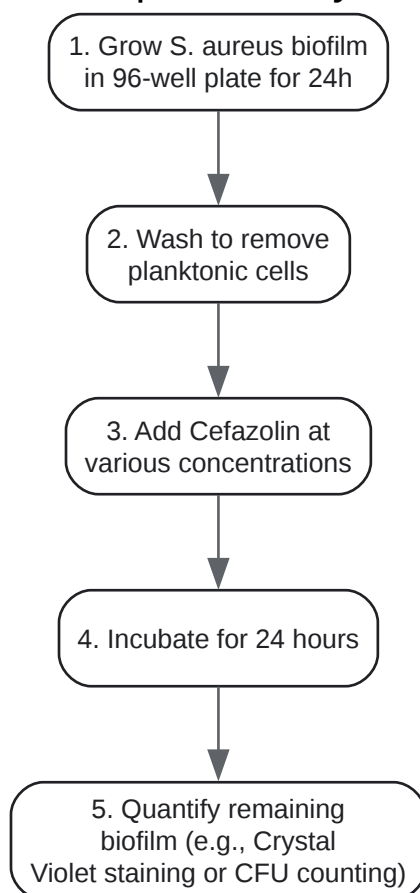 1. Grow S. aureus biofilm
in 96-well plate for 24h
2. Wash to remove
planktonic cells
3. Add Cefazolin at
various concentrations
4. Incubate for 24 hours
5. Quantify remaining
biofilm (e.g., Crystal
Violet staining or CFU counting)